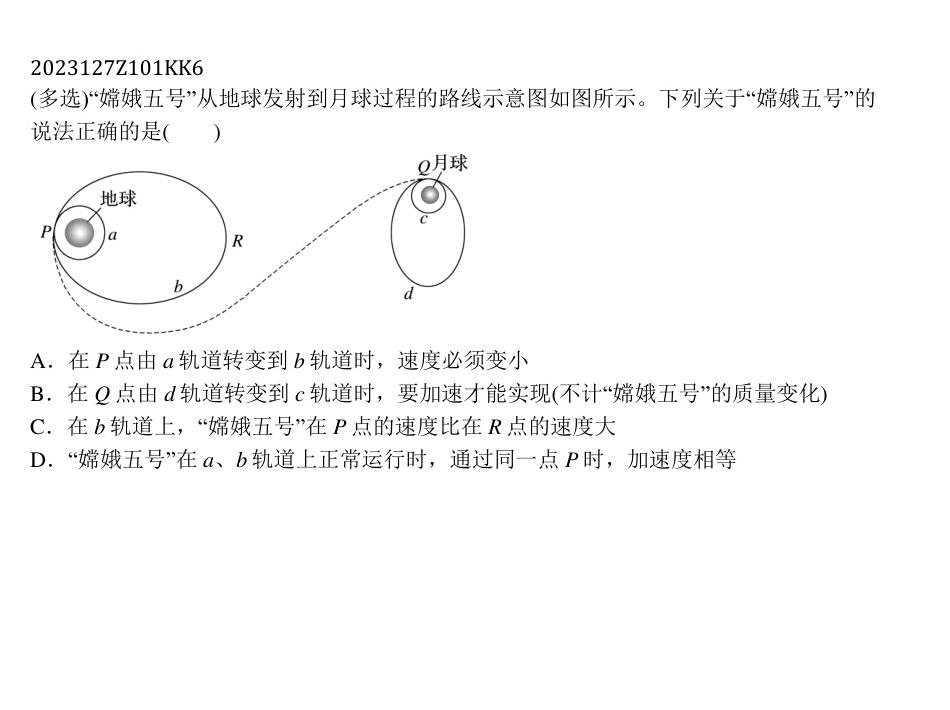 2023127Z101KK6
(多选)“嫦娥五号”从地球发射到月球过程的路线示意图如图所示。下列关于“嫦娥五号”的
说法正确的是(　　)
Q 月球
地球
P a R c
b d
A．在 P 点由 a 轨道转变到 b 轨道时，速度必须变小
B．在 Q 点由 d 轨道转变到 c 轨道时，要加速才能实现(不计“嫦娥五号”的质量变化)
C．在 b 轨道上，“嫦娥五号”在 P 点的速度比在 R 点的速度大
D．“嫦娥五号”在 a、b 轨道上正常运行时，通过同一点 P 时，加速度相等